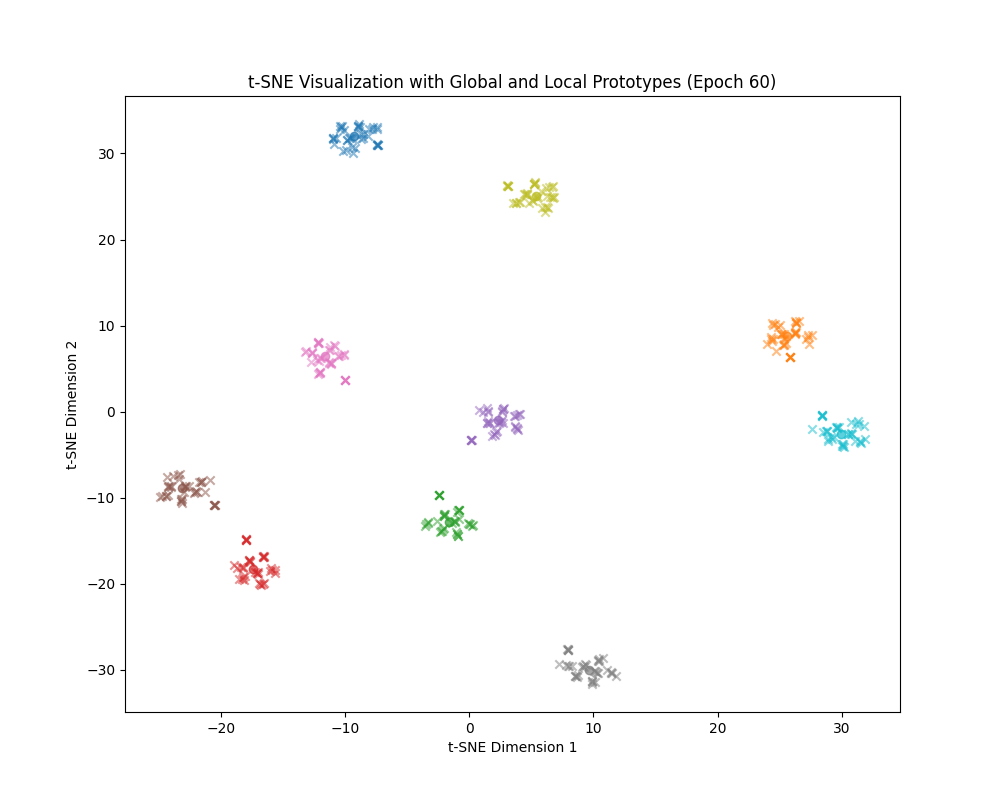 t-SNE Visualization with Global and Local Prototypes (Epoch 60)
30
20
10
0
−10
−20
−30
t-SNE Dimension 2
−20 −10 0 10 20 30
t-SNE Dimension 1